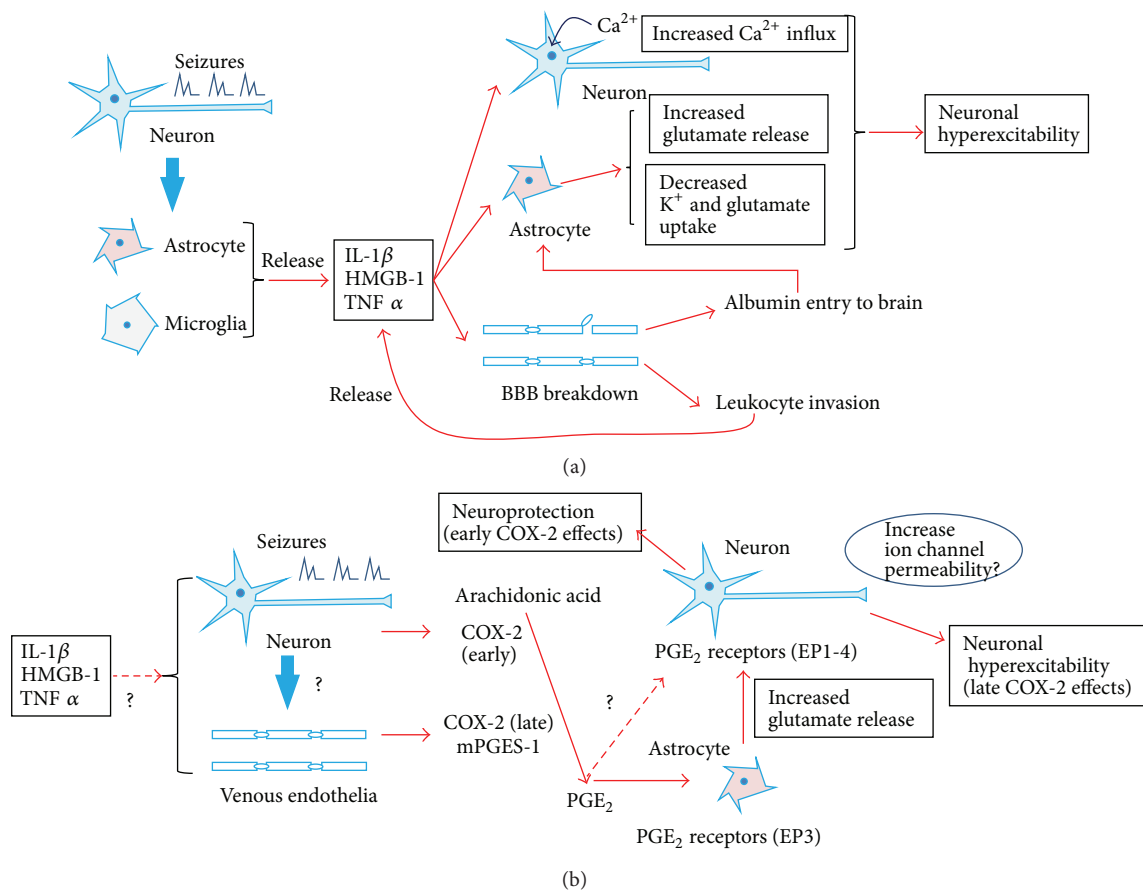 Seizures
Neuron
Astrocyte
Microglia
Release
IL-1β
HMGB-1
TNF α
Ca²⁺
Increased Ca²⁺ influx
Neuron
Increased
glutamate release
Decreased
K⁺ and glutamate
uptake
Neuronal
hyperexcitability
Astrocyte
Albumin entry to brain
BBB breakdown
Leukocyte invasion
Release
(a)
IL-1β
HMGB-1
TNF α
?
Seizures
Neuron
?
Venous endothelia
Neuroprotection
(early COX-2 effects)
Arachidonic acid
COX-2
(early)
COX-2 (late)
mPGES-1
?
PGE₂
Neuron
PGE₂ receptors (EP1-4)
Increase
ion channel
permeability?
Neuronal
hyperexcitability
(late COX-2 effects)
Increased
glutamate release
Astrocyte
PGE₂ receptors (EP3)
(b)